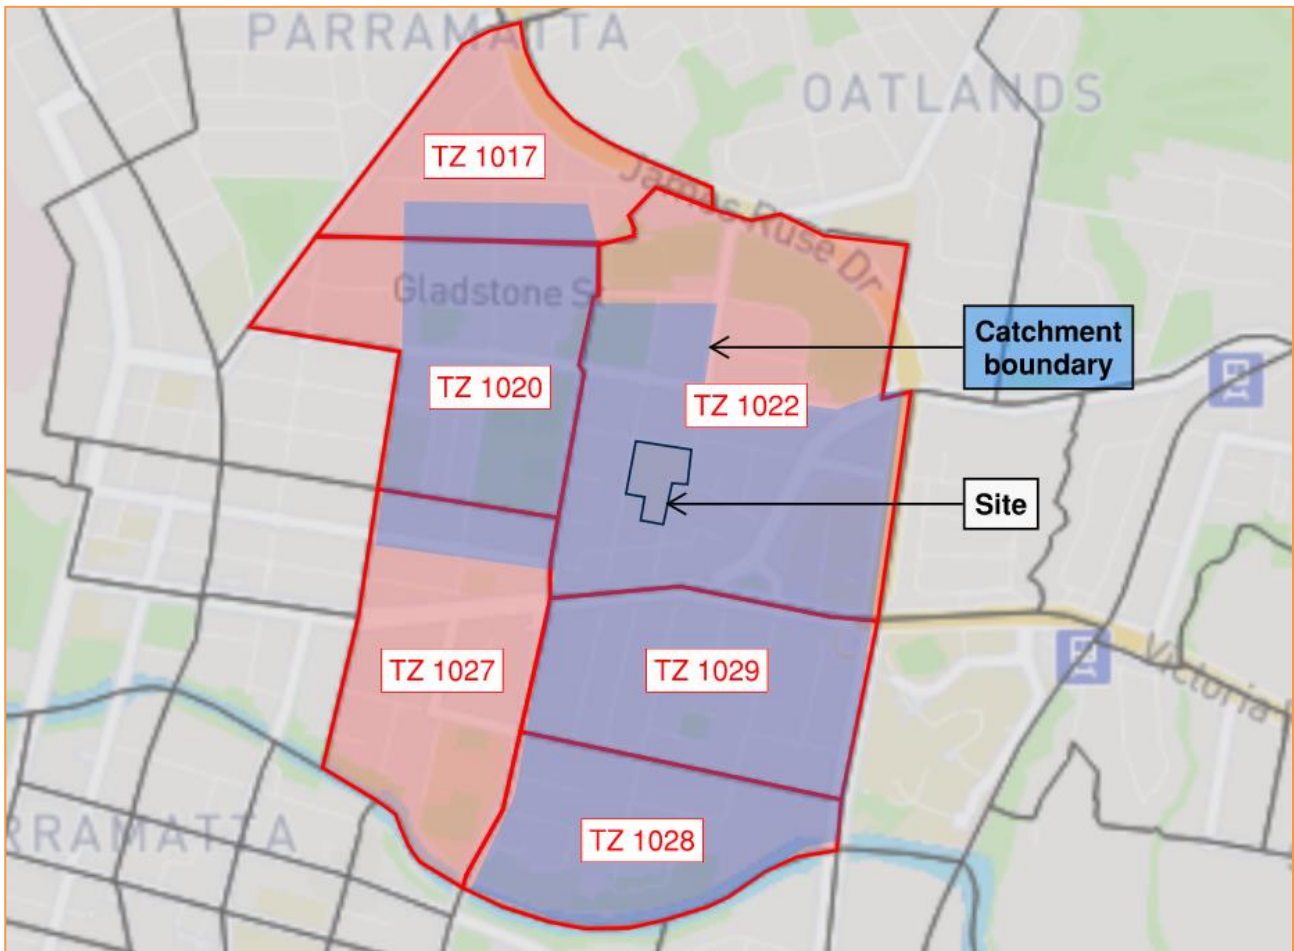 PARRAMATTA
OATLANDS
TZ 1017
James Ruse Dr
Gladstone St
Catchment
boundary
TZ 1020
TZ 1022
Site
TZ 1027
TZ 1029
Victoria
RRAMATTA
TZ 1028